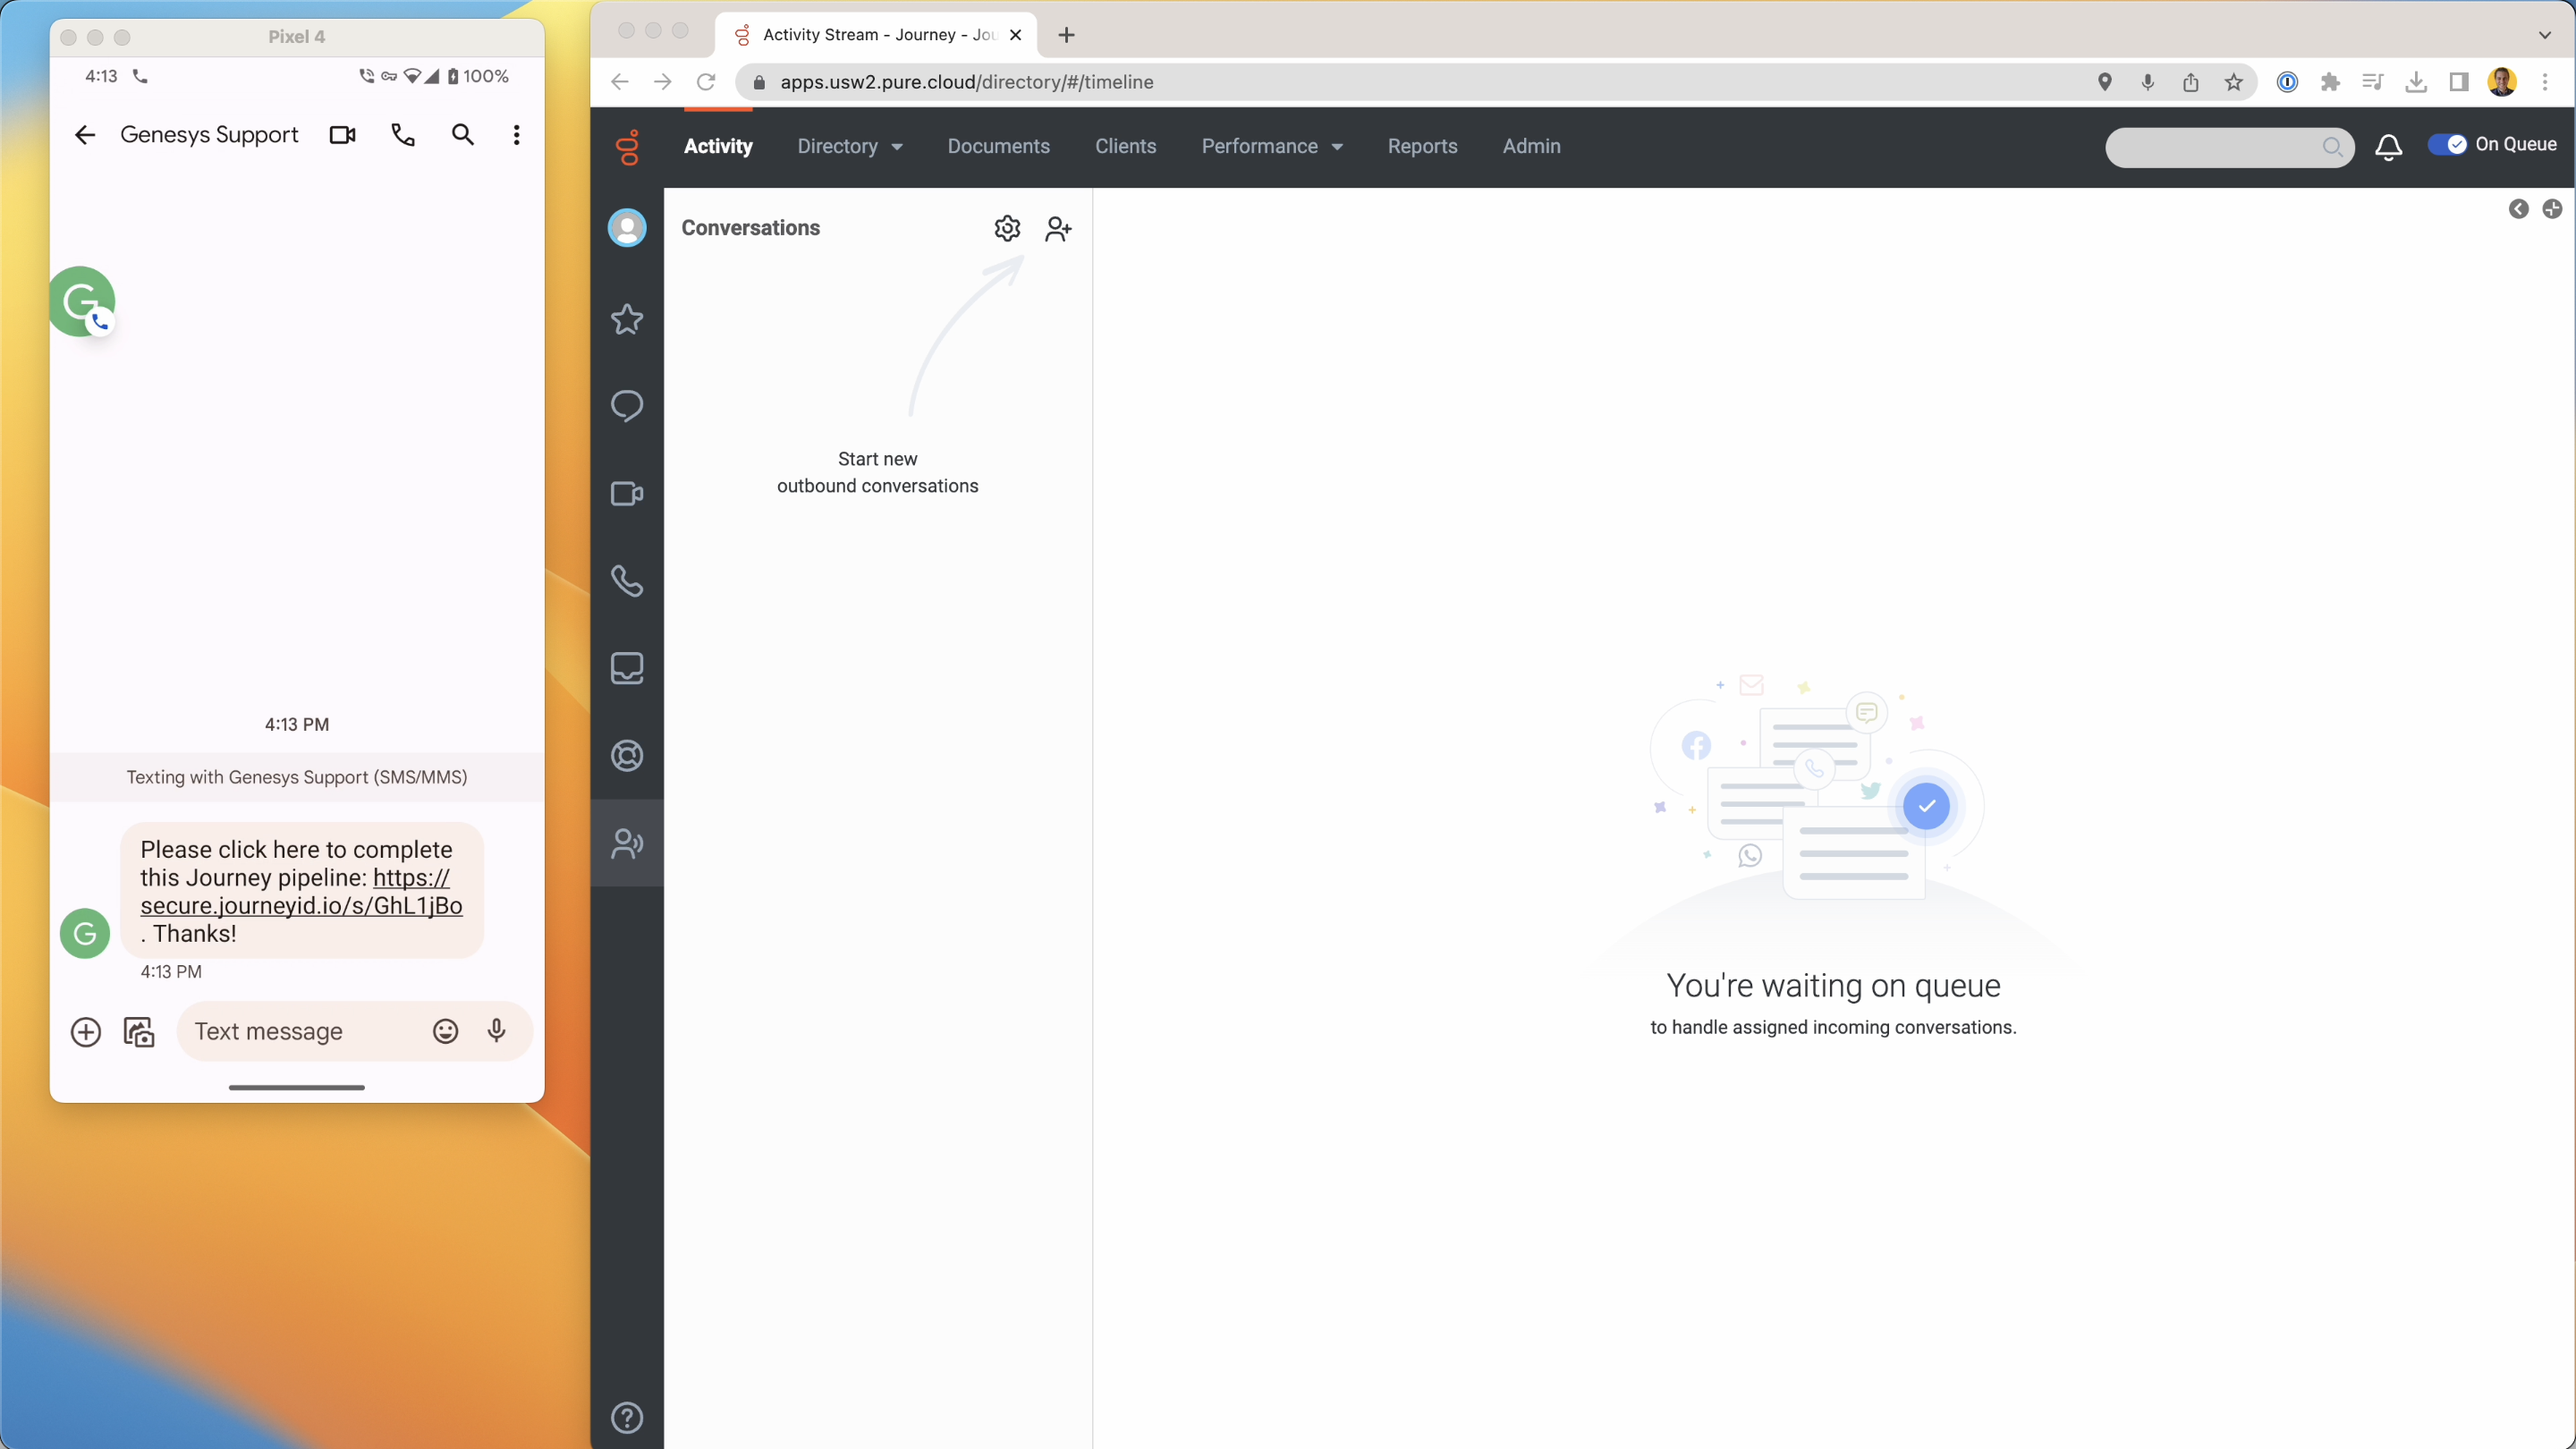 Pixel 4
4:13
100%
Genesys Support
G
4:13 PM
Texting with Genesys Support (SMS/MMS)
Please click here to complete
this Journey pipeline: https://
secure.journeyid.io/s/GhL1jBo
. Thanks!
G
4:13 PM
Text message
Activity Stream - Journey - Jou
apps.usw2.pure.cloud/directory/#/timeline
Activity
Directory
Documents
Clients
Performance
Reports
Admin
On Queue
Conversations
Start new
outbound conversations
You're waiting on queue
to handle assigned incoming conversations.